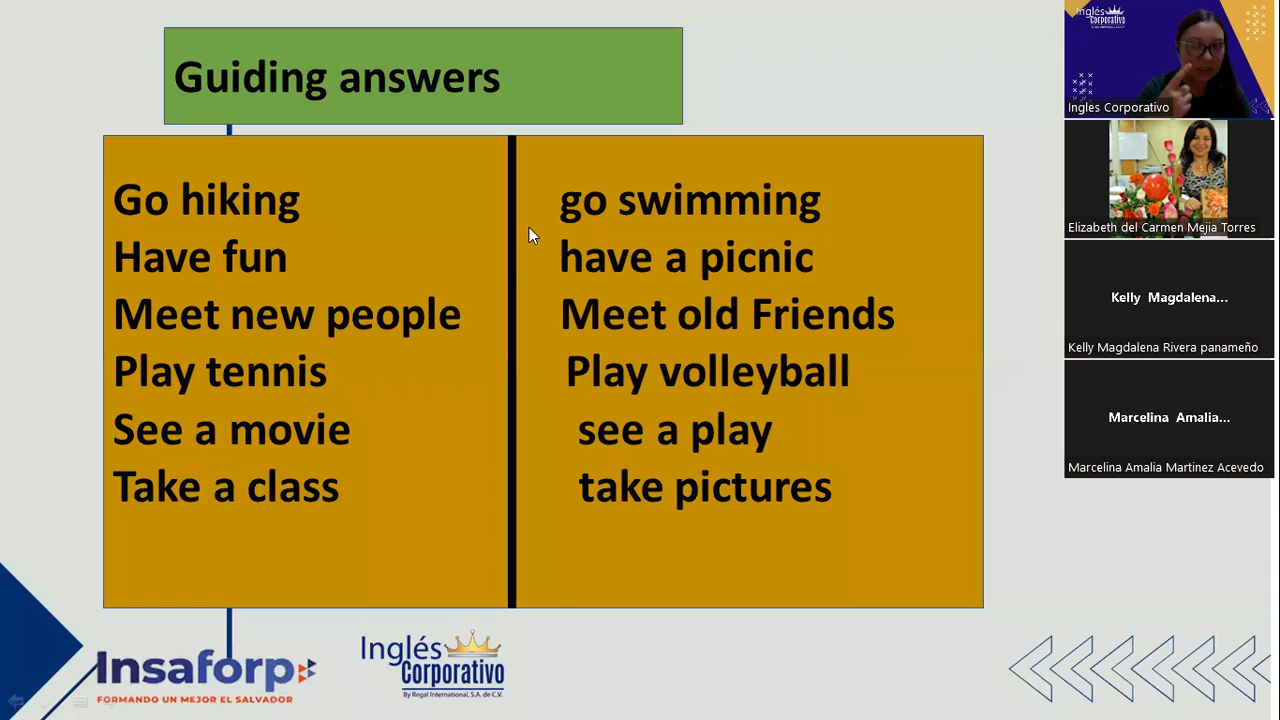 Guiding answers
Go hiking
Have fun
Meet new people
Play tennis
See a movie
Take a class
go swimming
have a picnic
Meet old Friends
Play volleyball
see a play
take pictures
Insaforp
FORMANDO UN MEJOR EL SALVADOR
Inglés
Corporativo
By Regal International, S.A. de C.V.
Inglés
Corporativo
Ingles Corporativo
Elizabeth del Carmen Mejia Torres
Kelly Magdalena...
Kelly Magdalena Rivera panameño
Marcelina Amalia...
Marcelina Amalia Martinez Acevedo